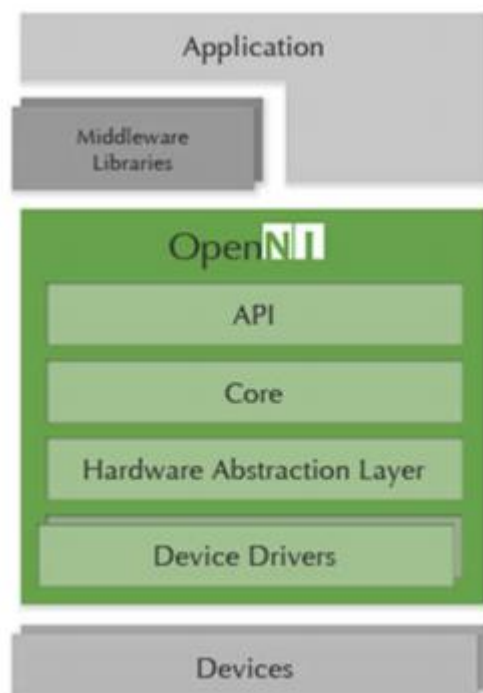 Application
Middleware
Libraries
OpenNI
API
Core
Hardware Abstraction Layer
Device Drivers
Devices